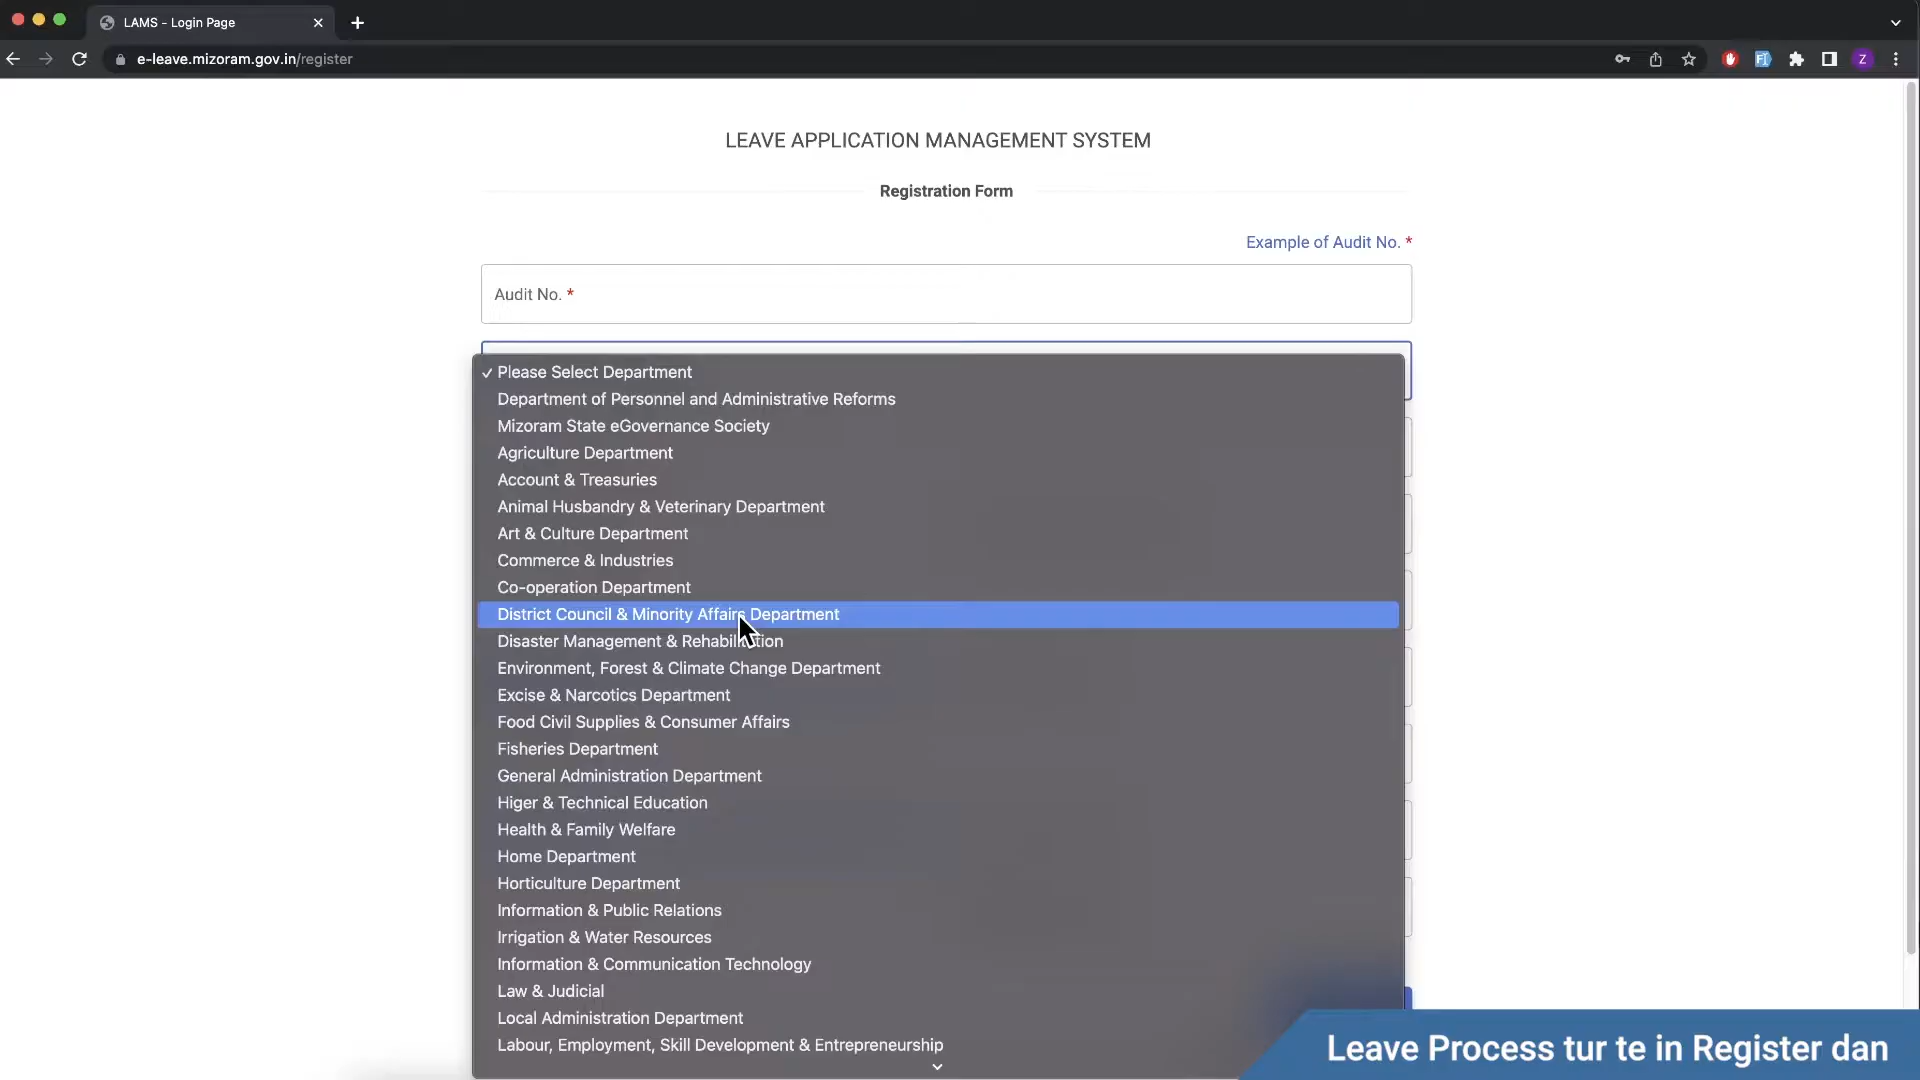 LAMS - Login Page
e-leave.mizoram.gov.in/register
Z
LEAVE APPLICATION MANAGEMENT SYSTEM
Registration Form
Example of Audit No. *
Audit No. *
✓ Please Select Department
Department of Personnel and Administrative Reforms
Mizoram State eGovernance Society
Agriculture Department
Account & Treasuries
Animal Husbandry & Veterinary Department
Art & Culture Department
Commerce & Industries
Co-operation Department
District Council & Minority Affairs Department
Disaster Management & Rehabilitation
Environment, Forest & Climate Change Department
Excise & Narcotics Department
Food Civil Supplies & Consumer Affairs
Fisheries Department
General Administration Department
Higer & Technical Education
Health & Family Welfare
Home Department
Horticulture Department
Information & Public Relations
Irrigation & Water Resources
Information & Communication Technology
Law & Judicial
Local Administration Department
Labour, Employment, Skill Development & Entrepreneurship
Leave Process tur te in Register dan